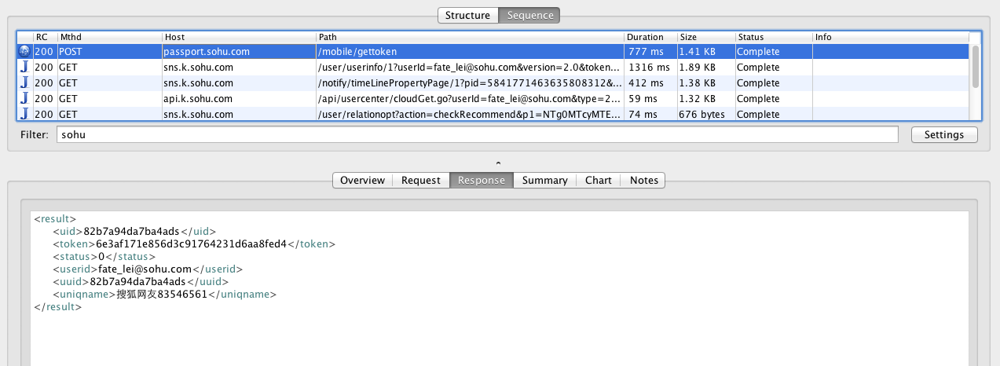 Structure Sequence
RC Mthd Host Path Duration Size Status Info
200 POST passport.sohu.com /mobile/gettoken 777 ms 1.41 KB Complete
200 GET sns.k.sohu.com /user/userinfo/1?userId=fate_lei@sohu.com&version=2.0&token... 1316 ms 1.89 KB Complete
200 GET sns.k.sohu.com /notify/timeLinePropertyPage/1?pid=5841771463635808312&... 412 ms 1.38 KB Complete
200 GET api.k.sohu.com /api/usercenter/cloudGet.go?userId=fate_lei@sohu.com&type=2... 59 ms 1.32 KB Complete
200 GET sns.k.sohu.com /user/relationopt?action=checkRecommend&p1=NTg0MTcyMTE... 74 ms 676 bytes Complete
Filter: sohu Settings
Overview Request Response Summary Chart Notes
<result>
<uid>82b7a94da7ba4ads</uid>
<token>6e3af171e856d3c91764231d6aa8fed4</token>
<status>0</status>
<userid>fate_lei@sohu.com</userid>
<uuid>82b7a94da7ba4ads</uuid>
<uniqname>搜狐网友83546561</uniqname>
</result>